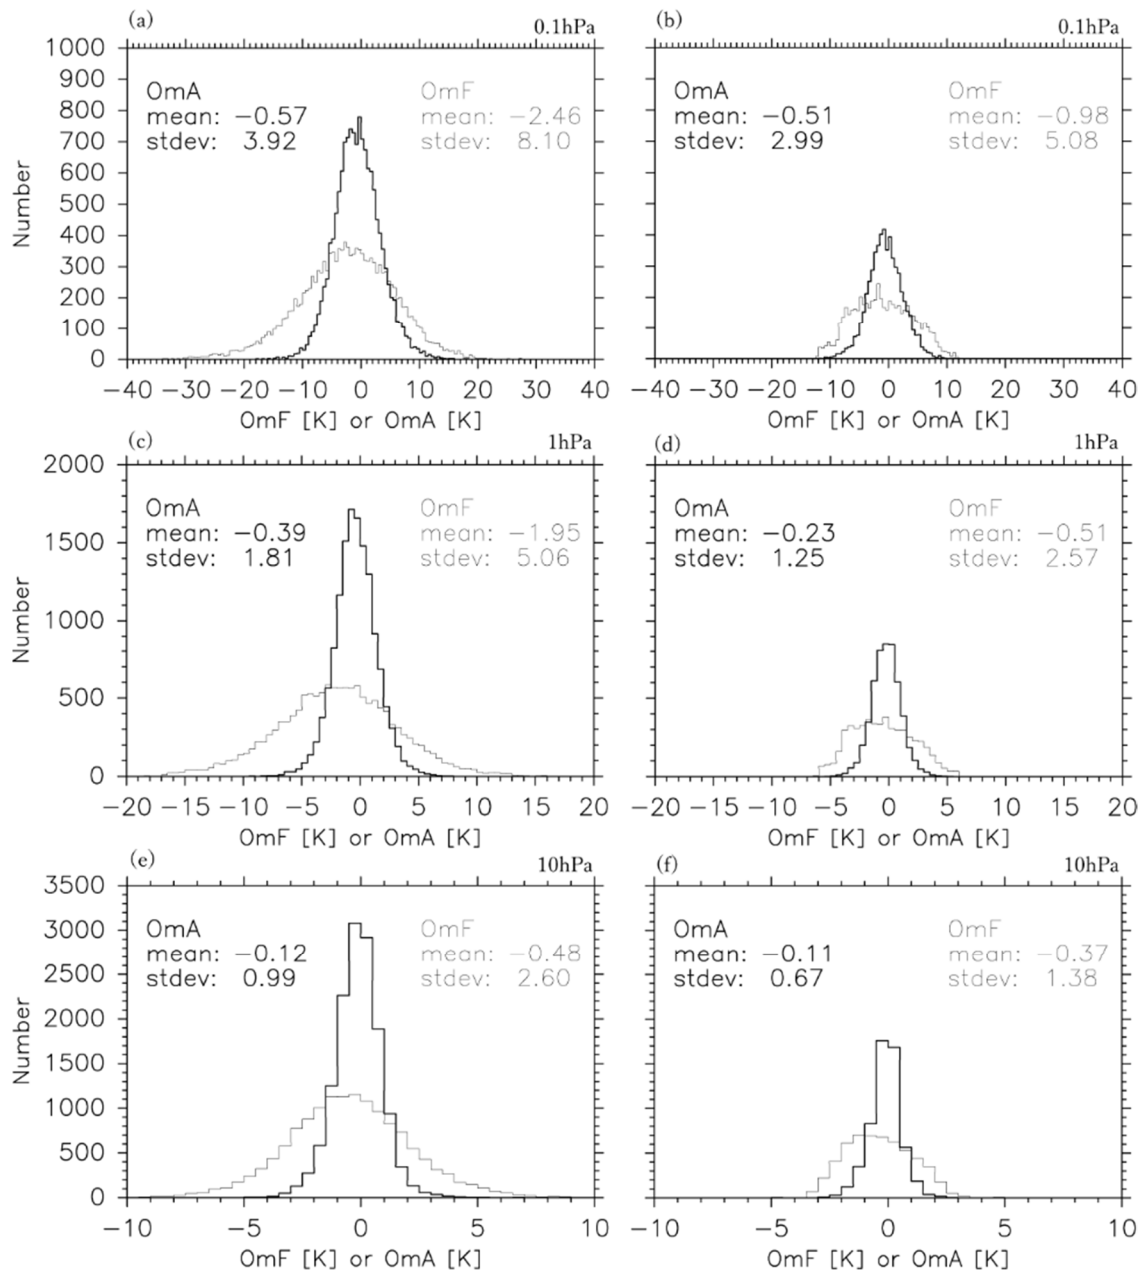 (a) 0.1hPa
1000
900
800
700
600
500
400
300
200
100
0
Number
OmA OmF
mean: −0.57 mean: −2.46
stdev: 3.92 stdev: 8.10
−40 −30 −20 −10 0 10 20 30 40
OmF [K] or OmA [K]
(b) 0.1hPa
OmA OmF
mean: −0.51 mean: −0.98
stdev: 2.99 stdev: 5.08
−40 −30 −20 −10 0 10 20 30 40
OmF [K] or OmA [K]
(c) 1hPa
2000
1500
1000
500
0
Number
OmA OmF
mean: −0.39 mean: −1.95
stdev: 1.81 stdev: 5.06
−20 −15 −10 −5 0 5 10 15 20
OmF [K] or OmA [K]
(d) 1hPa
OmA OmF
mean: −0.23 mean: −0.51
stdev: 1.25 stdev: 2.57
−20 −15 −10 −5 0 5 10 15 20
OmF [K] or OmA [K]
(e) 10hPa
3500
3000
2500
2000
1500
1000
500
0
Number
OmA OmF
mean: −0.12 mean: −0.48
stdev: 0.99 stdev: 2.60
−10 −5 0 5 10
OmF [K] or OmA [K]
(f) 10hPa
OmA OmF
mean: −0.11 mean: −0.37
stdev: 0.67 stdev: 1.38
−10 −5 0 5 10
OmF [K] or OmA [K]